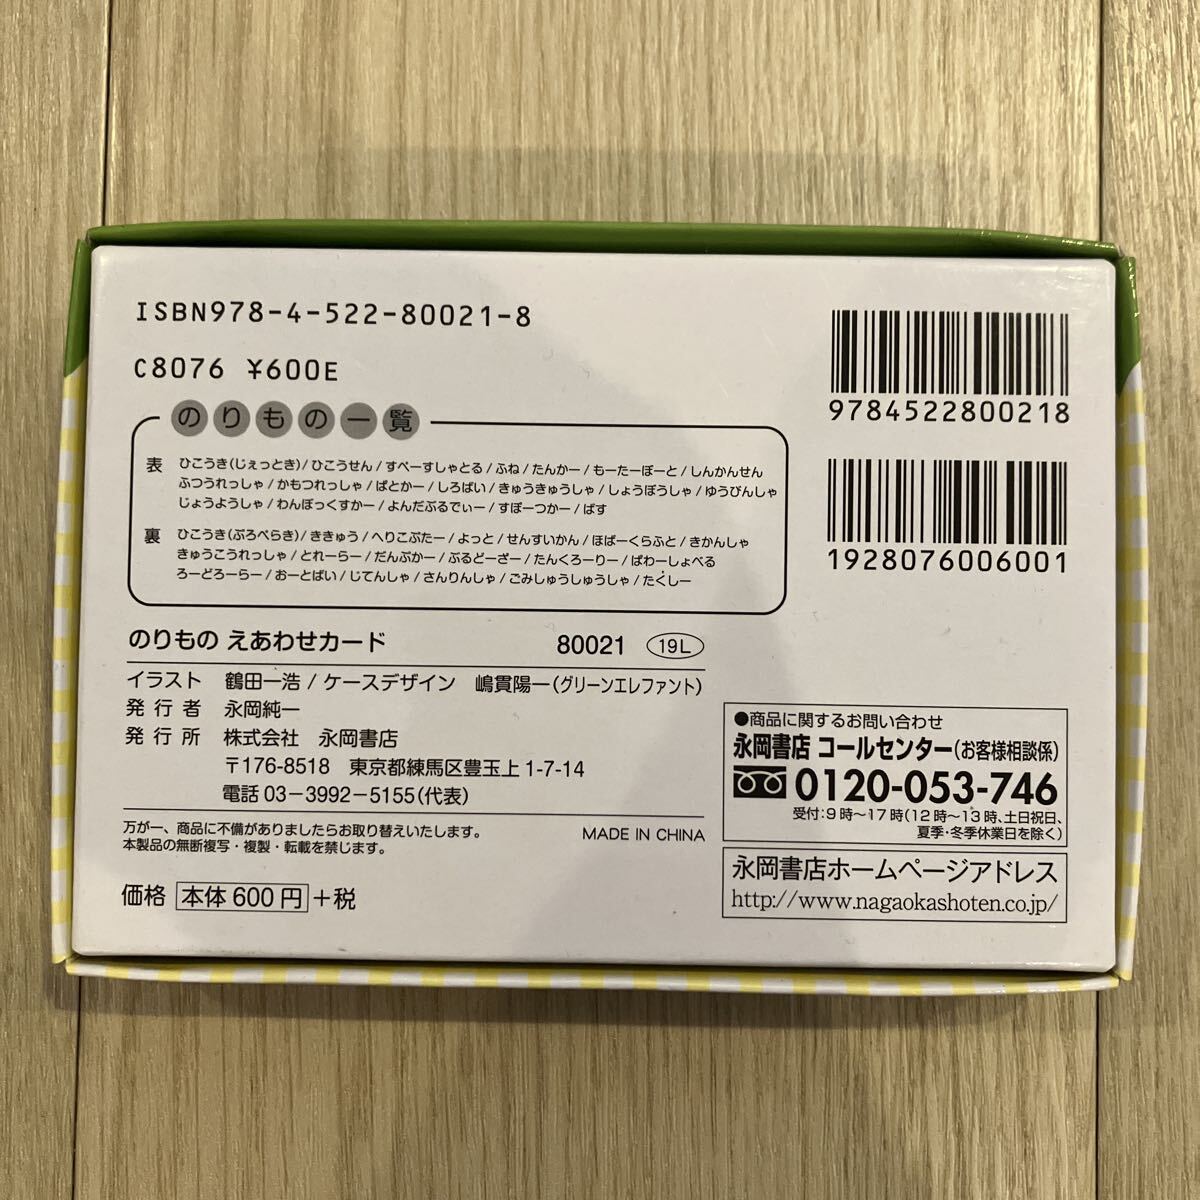 ISBN978-4-522-80021-8
C8076 ¥600E
9784522800218
1928076006001
のりもの一覧
表 ひこうき(じぇっとき)/ひこうせん/すぺーすしゃとる/ふね/たんかー/もーたーぼーと/しんかんせん
ふつうれっしゃ/かもつれっしゃ/ぱとかー/しろばい/きゅうきゅうしゃ/しょうぼうしゃ/ゆうびんしゃ
じょうようしゃ/わんぼっくすかー/よんだぶるでぃー/すぽーつかー/ばす
裏 ひこうき(ぷろぺらき)/ききゅう/へりこぷたー/よっと/せんすいかん/ほばーくらふと/きかんしゃ
きゅうこうれっしゃ/とれーらー/だんぷかー/ぶるどーざー/たんくろーりー/ぱわーしょべる
ろーどろーらー/おーとばい/じてんしゃ/さんりんしゃ/ごみしゅうしゅうしゃ/たくしー
のりもの えあわせカード 80021 19L
イラスト 鶴田一浩/ケースデザイン 嶋貫陽一(グリーンエレファント)
発行者 永岡純一
発行所 株式会社 永岡書店
〒176-8518 東京都練馬区豊玉上1-7-14
電話 03-3992-5155(代表)
万が一、商品に不備がありましたらお取り替えいたします。
本製品の無断複写・複製・転載を禁じます。
MADE IN CHINA
価格 本体600円+税
●商品に関するお問い合わせ
永岡書店 コールセンター(お客様相談係)
0120-053-746
受付:9時~17時(12時~13時、土日祝日、
夏季・冬季休業日を除く)
永岡書店ホームページアドレス
http://www.nagaokashoten.co.jp/